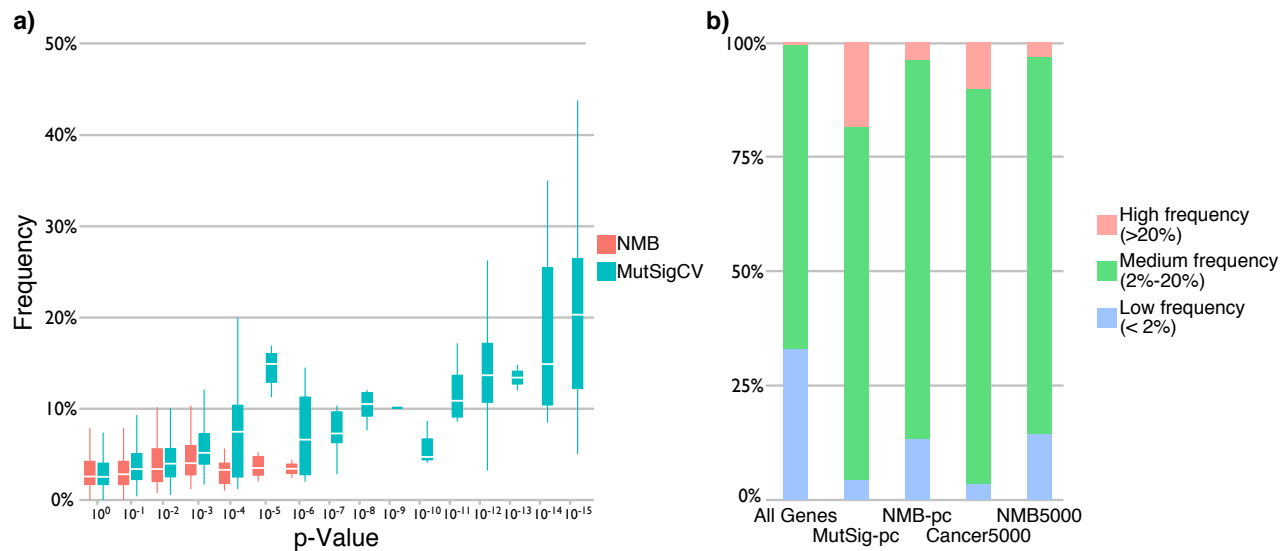 a)
50%
40%
30%
20%
10%
0%
Frequency
10⁰ 10⁻¹ 10⁻² 10⁻³ 10⁻⁴ 10⁻⁵ 10⁻⁶ 10⁻⁷ 10⁻⁸ 10⁻⁹ 10⁻¹⁰ 10⁻¹¹ 10⁻¹² 10⁻¹³ 10⁻¹⁴ 10⁻¹⁵
p-Value
NMB
MutSigCV
b)
100%
75%
50%
25%
0%
All Genes NMB-pc NMB5000
MutSig-pc Cancer5000
High frequency
(>20%)
Medium frequency
(2%-20%)
Low frequency
(< 2%)